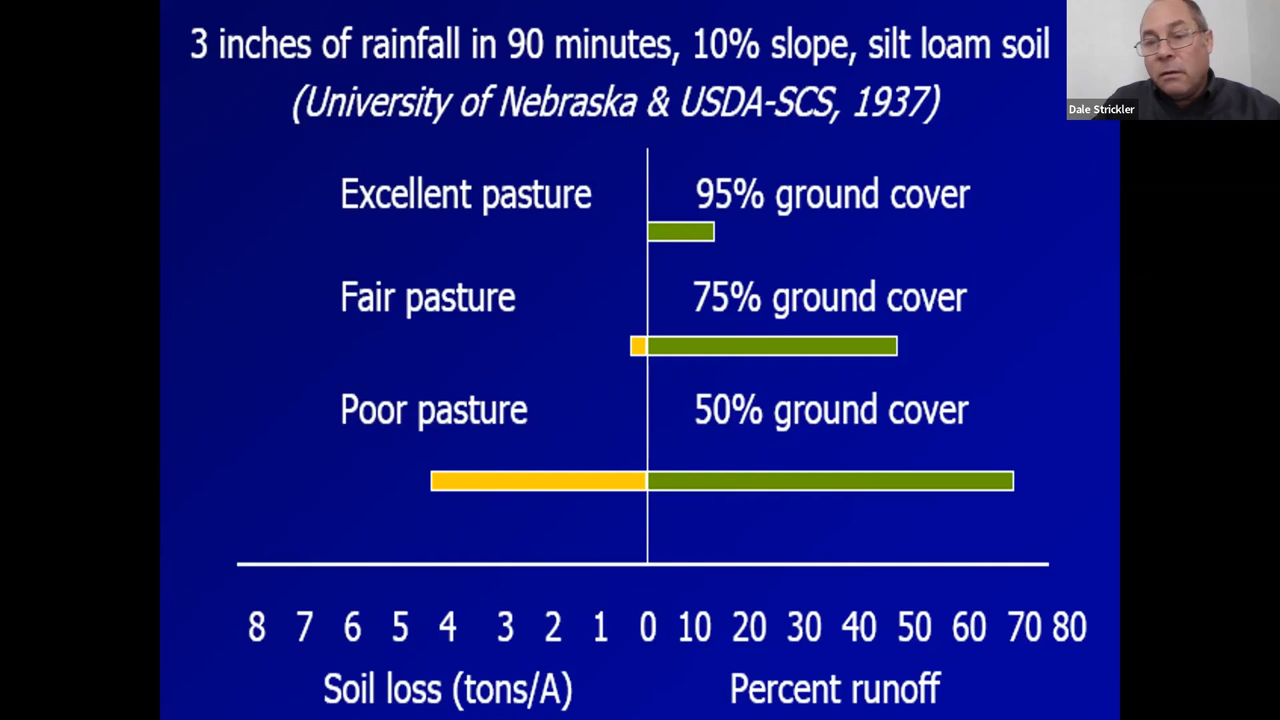 3 inches of rainfall in 90 minutes, 10% slope, silt loam soil
(University of Nebraska & USDA-SCS, 1937)
Dale Strickler
Excellent pasture 95% ground cover
Fair pasture 75% ground cover
Poor pasture 50% ground cover
8 7 6 5 4 3 2 1 0 10 20 30 40 50 60 70 80
Soil loss (tons/A) Percent runoff